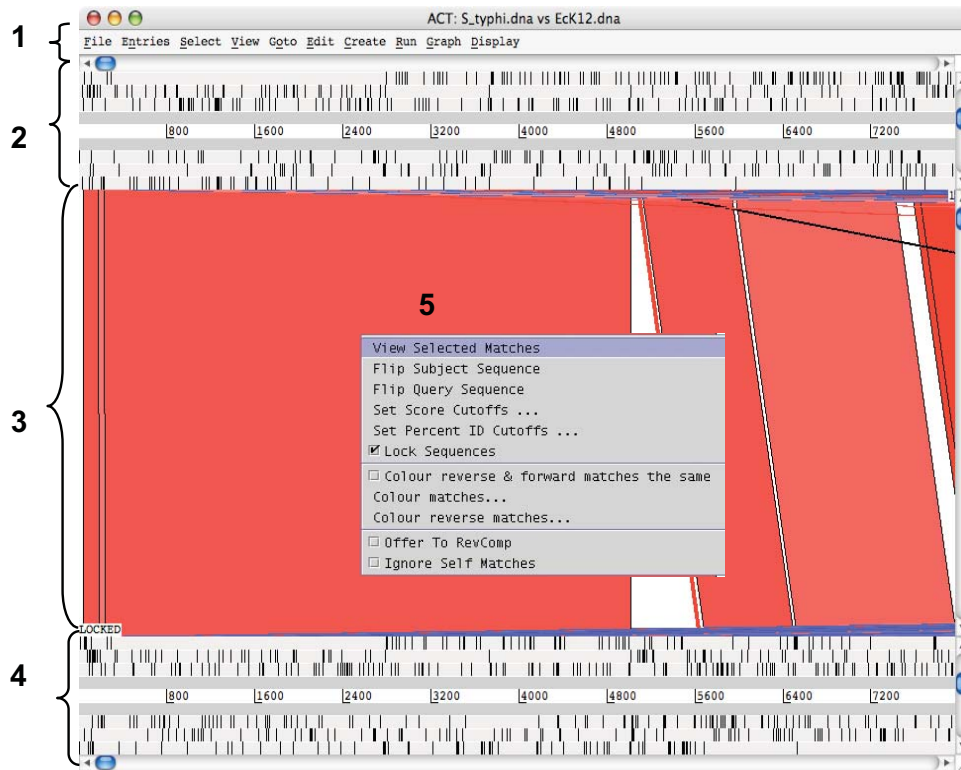 ACT: S_typhi.dna vs EcK12.dna
1
File Entries Select View Goto Edit Create Run Graph Display
2
800 1600 2400 3200 4000 4800 5600 6400 7200
3
5
View Selected Matches
Flip Subject Sequence
Flip Query Sequence
Set Score Cutoffs ...
Set Percent ID Cutoffs ...
Lock Sequences
Colour reverse & forward matches the same
Colour matches...
Colour reverse matches...
Offer To RevComp
Ignore Self Matches
LOCKED
4
800 1600 2400 3200 4000 4800 5600 6400 7200